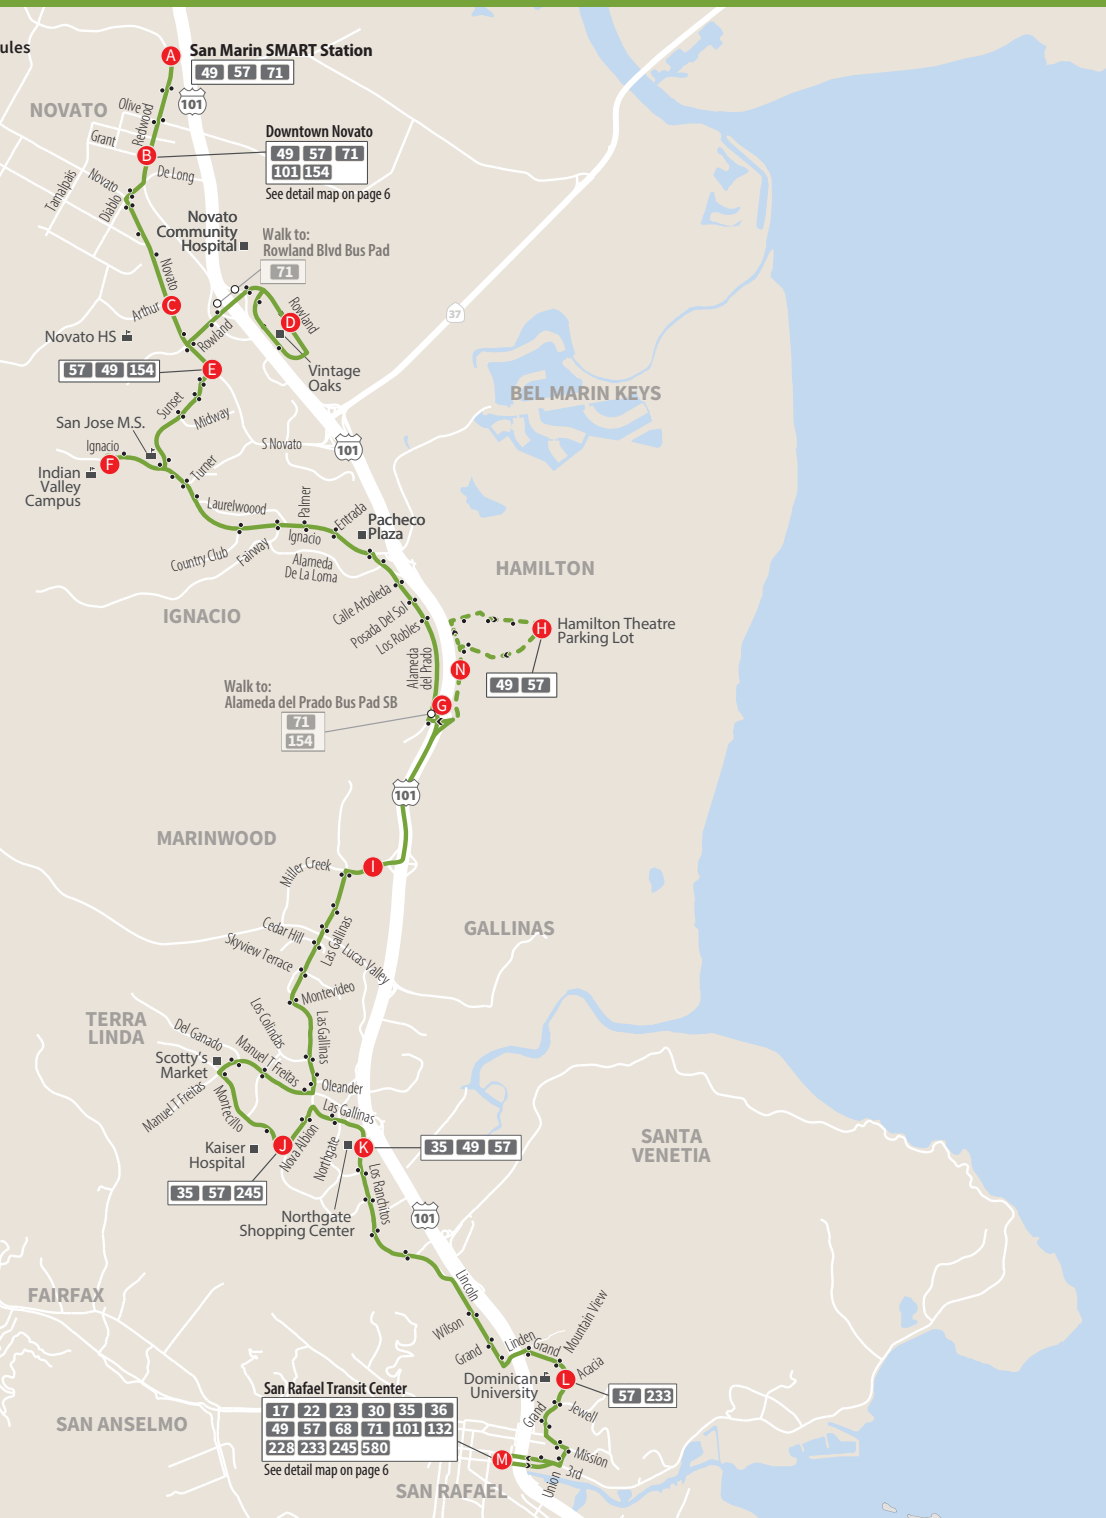 ules
A
San Marin SMART Station
49 57 71
101
NOVATO
Olive
Redwood
Grant
Downtown Novato
B
49 57 71
101 154
See detail map on page 6
De Long
Novato
Tamalpais
Diablo
Novato
Community
Hospital
Walk to:
Rowland Blvd Bus Pad
71
Novato
Arthur
C
Rowland
D
37
Novato HS
Rowland
57 49 154
E
Vintage
Oaks
BEL MARIN KEYS
Sunset
Midway
San Jose M.S.
S Novato
101
Ignacio
F
Indian
Valley
Campus
Turner
Laurelwoood
Palmer
Entrada
Pacheco
Plaza
Ignacio
Country Club
Fairway
Alameda
De La Loma
HAMILTON
Calle Arboleda
IGNACIO
Posada Del Sol
Los Robles
H
Hamilton Theatre
Parking Lot
Alameda
del Prado
N
49 57
Walk to:
Alameda del Prado Bus Pad SB
G
71
154
101
MARINWOOD
Miller Creek
I
Cedar Hill
Las Gallinas
GALLINAS
Skyview Terrace
Lucas Valley
Montevideo
Los Colindas
TERRA
LINDA
Del Ganado
Las Gallinas
Manuel T Freitas
Scotty's
Market
Oleander
Manuel T Freitas
Montecillo
Las Gallinas
Kaiser
Hospital
J
Nova Albion
Northgate
K
35 49 57
SANTA
VENETIA
35 57 245
Los Ranchitos
Northgate
Shopping Center
101
Lincoln
FAIRFAX
Wilson
Grand
Linden
Grand
Mountain View
Acacia
Dominican
University
L
57 233
San Rafael Transit Center
17 22 23 30 35 36
49 57 68 71 101 132
228 233 245 580
See detail map on page 6
Grand
Jewell
SAN ANSELMO
M
Mission
3rd
Union
SAN RAFAEL